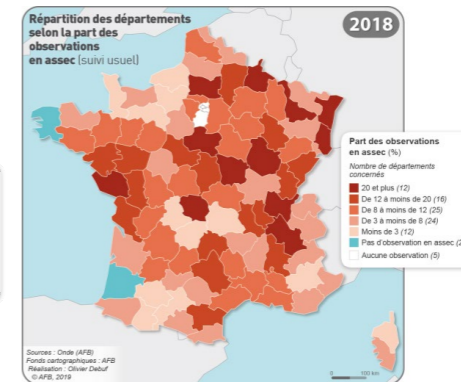 Répartition des départements
selon la part des
observations
en assec (suivi usuel)
2018
Part des observations
en assec (%)
Nombre de départements
concernés
20 et plus (12)
De 12 à moins de 20 (16)
De 8 à moins de 12 (25)
De 3 à moins de 8 (24)
Moins de 3 (12)
Pas d'observation en assec (2
Aucune observation (5)
Sources : Onde (AFB)
Fonds cartographiques : AFB
Réalisation : Olivier Debuf
© AFB, 2019
0 100 km